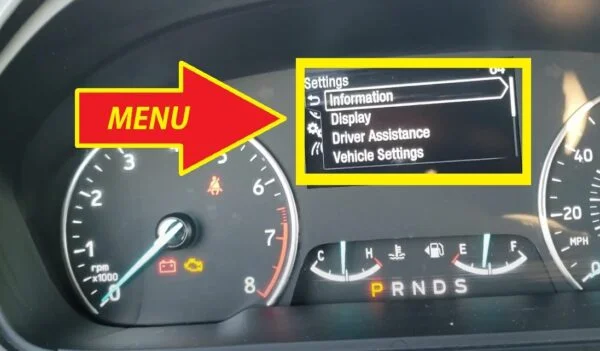 Settings
Information
Display
Driver Assistance
Vehicle Settings
MENU
0
1
2
3
5
6
7
8
rpm
x1000
C H
E F
P R N D S
0
20
40
MPH